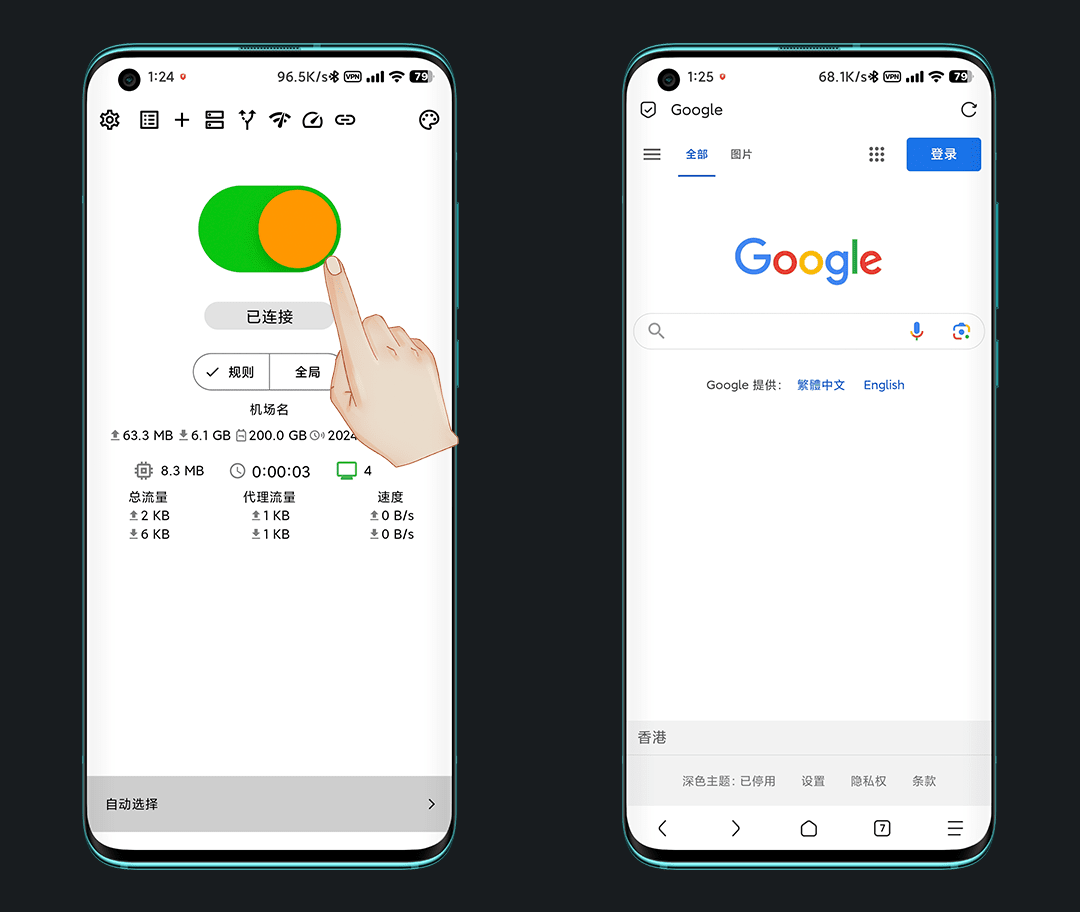 1:24
96.5K/s VPN 79
已连接
规则 全局
机场名
63.3 MB 6.1 GB 200.0 GB 2024
8.3 MB 0:00:03 4
总流量 代理流量 速度
2 KB 1 KB 0 B/s
6 KB 1 KB 0 B/s
自动选择
1:25
68.1K/s VPN 79
Google
全部 图片 登录
Google
Google 提供： 繁體中文 English
香港
深色主题：已停用 设置 隐私权 条款
7